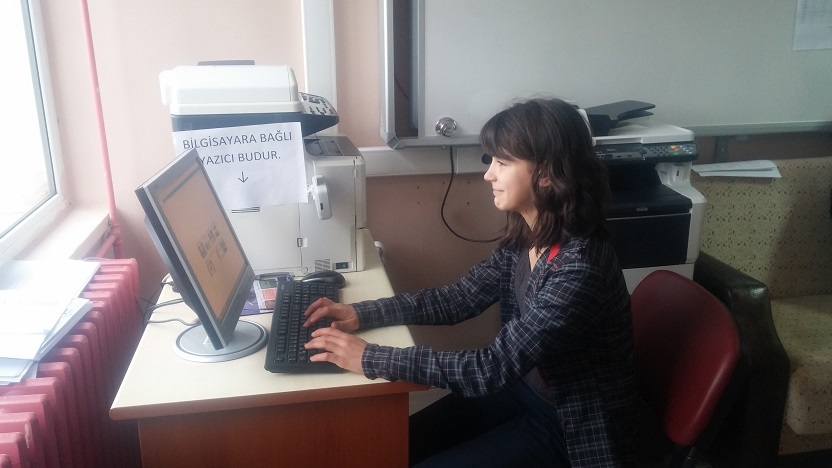 BİLGİSAYARA BAĞLI
YAZICI BUDUR.
↓